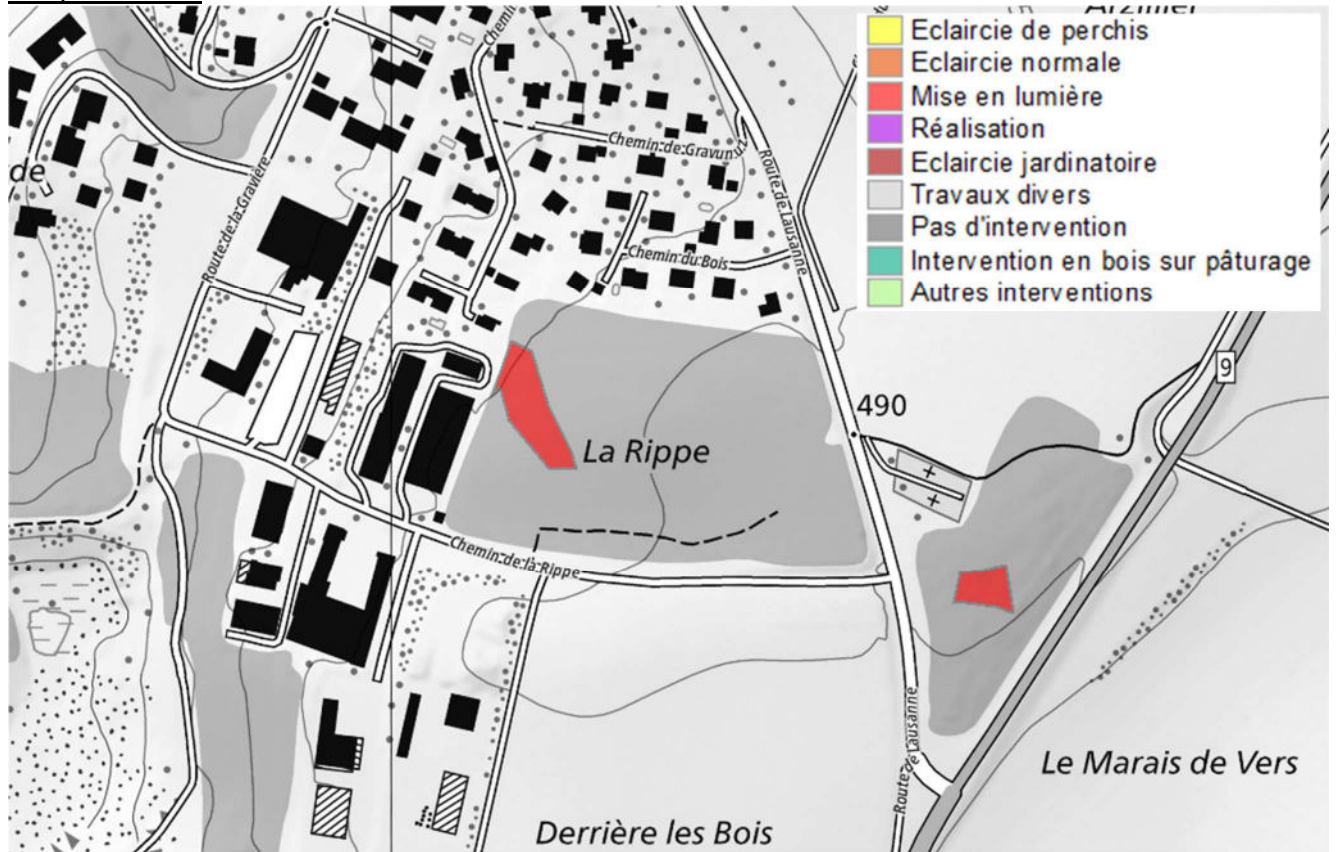 Eclaircie de perchis
Eclaircie normale
Mise en lumière
Réalisation
Eclaircie jardinatoire
Travaux divers
Pas d'intervention
Intervention en bois sur pâturage
Autres interventions
de
Route de la Gravière
Chemin de
Route de Lausanne
Chemin du Bois
9
490
La Rippe
Chemin de la Rippe
Route de Lausanne
Le Marais de Vers
Derrière les Bois